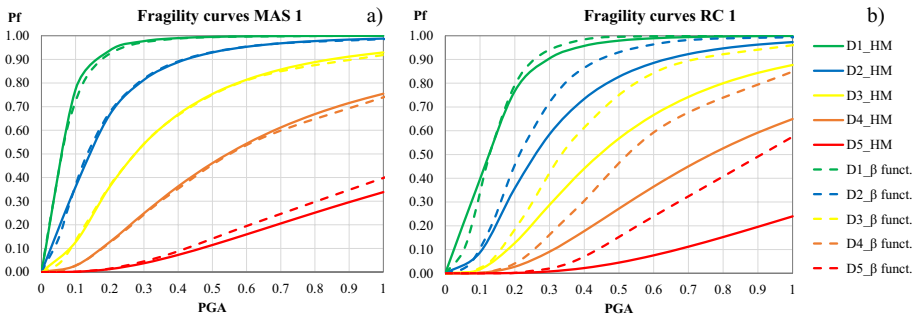 Fragility curves MAS 1
a)
Pf
1.00
0.90
0.80
0.70
0.60
0.50
0.40
0.30
0.20
0.10
0.00
0 0.1 0.2 0.3 0.4 0.5 0.6 0.7 0.8 0.9 1
PGA
Fragility curves RC 1
b)
Pf
1.00
0.90
0.80
0.70
0.60
0.50
0.40
0.30
0.20
0.10
0.00
0 0.1 0.2 0.3 0.4 0.5 0.6 0.7 0.8 0.9 1
PGA
D1_HM
D2_HM
D3_HM
D4_HM
D5_HM
D1_β funct.
D2_β funct.
D3_β funct.
D4_β funct.
D5_β funct.